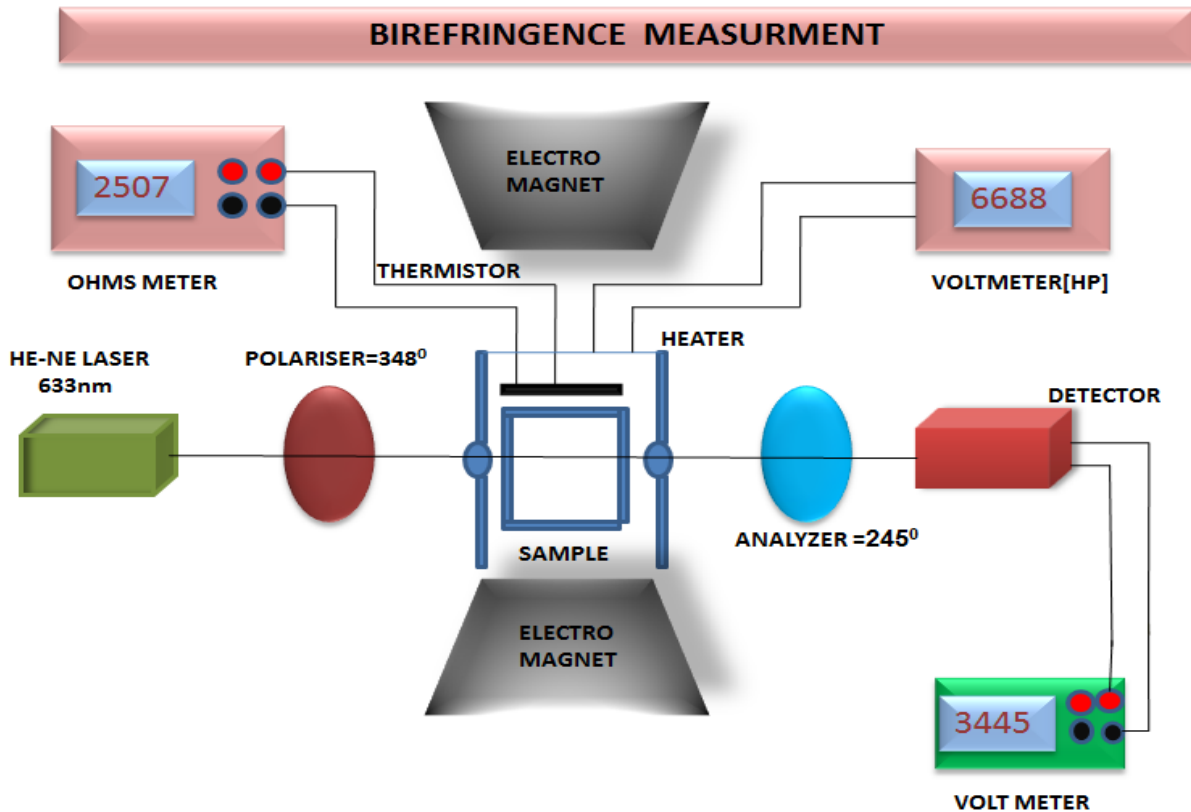 BIREFRINGENCE MEASURMENT
ELECTRO
MAGNET
2507
6688
OHMS METER
THERMISTOR
VOLTMETER[HP]
HE-NE LASER
633nm
POLARISER=348⁰
HEATER
DETECTOR
SAMPLE
ANALYZER =245⁰
ELECTRO
MAGNET
3445
VOLT METER